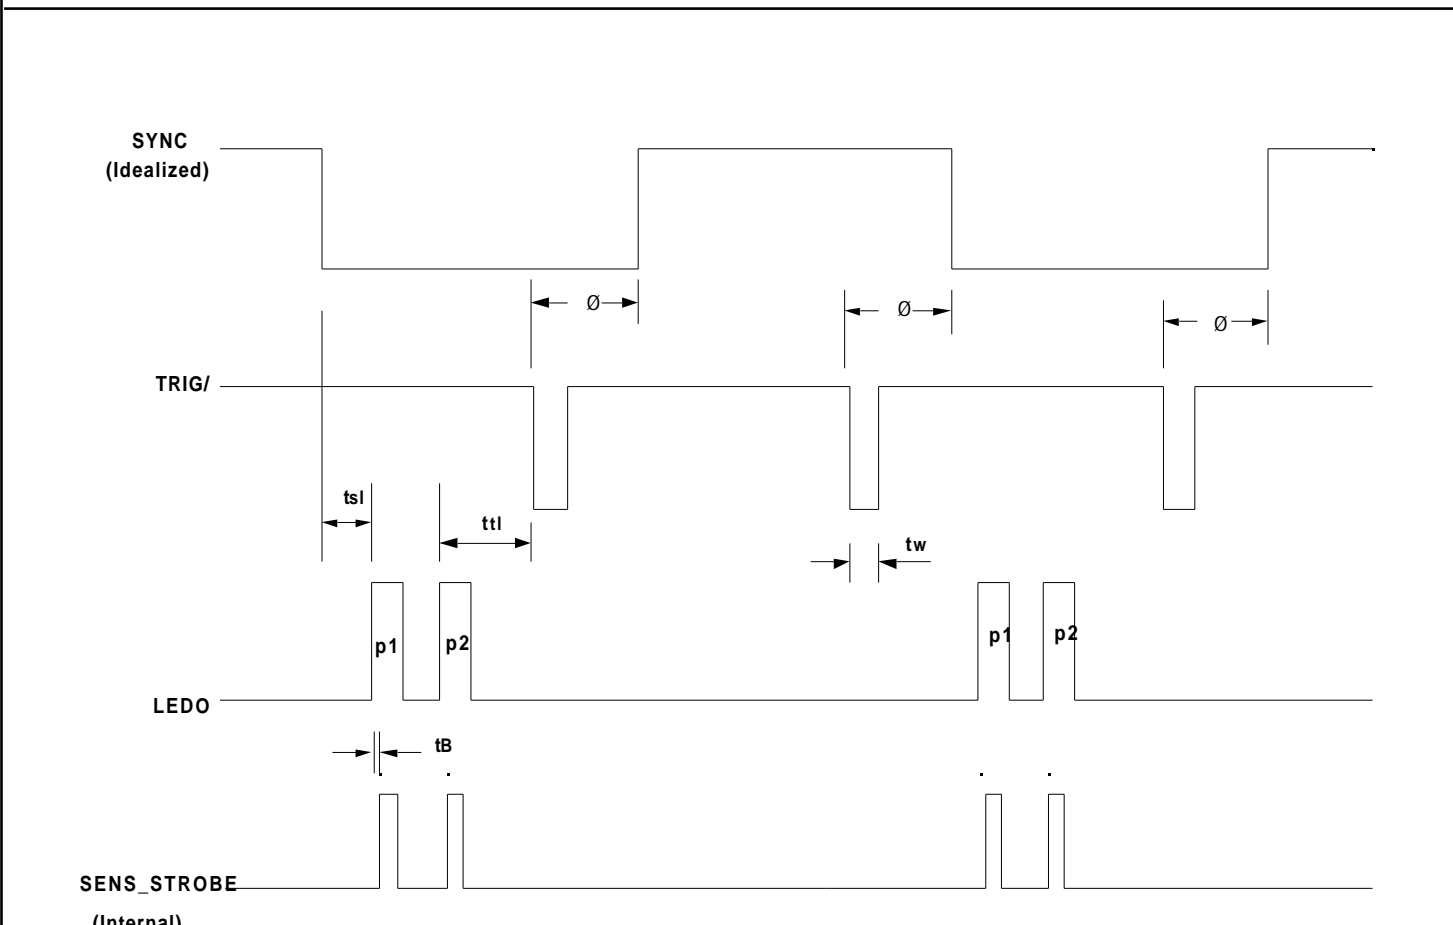 SYNC
(Idealized)
Ø
Ø
Ø
TRIG/
tsl
ttl
tw
p1
p2
p1
p2
LEDO
tB
SENS_STROBE
(Internal)